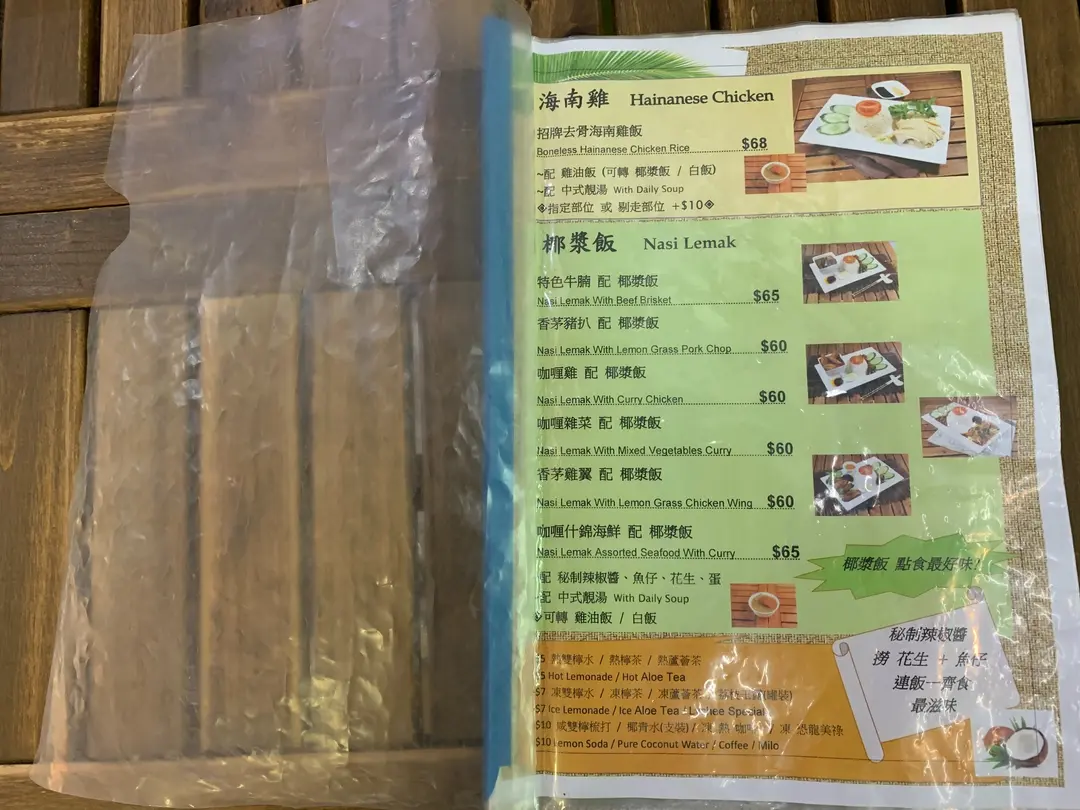 海南雞 Hainanese Chicken
招牌去骨海南雞飯
Boneless Hainanese Chicken Rice $68
~配 雞油飯 (可轉 椰漿飯 / 白飯)
~配 中式靚湯 With Daily Soup
◈指定部位 或 剔走部位 +$10◈
椰漿飯 Nasi Lemak
特色牛腩 配 椰漿飯
Nasi Lemak With Beef Brisket $65
香茅豬扒 配 椰漿飯
Nasi Lemak With Lemon Grass Pork Chop $60
咖喱雞 配 椰漿飯
Nasi Lemak With Curry Chicken $60
咖喱雜菜 配 椰漿飯
Nasi Lemak With Mixed Vegetables Curry $60
香茅雞翼 配 椰漿飯
Nasi Lemak With Lemon Grass Chicken Wing $60
咖喱什錦海鮮 配 椰漿飯
Nasi Lemak Assorted Seafood With Curry $65
配 秘制辣椒醬、魚仔、花生、蛋
配 中式靚湯 With Daily Soup
可轉 雞油飯 / 白飯
椰漿飯 點食最好味!
秘制辣椒醬
撈 花生 + 魚仔
連飯一齊食
最滋味
$5 熱雙檸水 / 熱檸茶 / 熱蘆薈茶
$5 Hot Lemonade / Hot Aloe Tea
$7 凍雙檸水 / 凍檸茶 / 凍蘆薈茶 (罐裝)
$7 Ice Lemonade / Ice Aloe Tea / Lychee Special
$10 咸雙檸梳打 / 椰青水(支裝) / 熱 咖啡 / 凍 恐龍美祿
$10 Lemon Soda / Pure Coconut Water / Coffee / Milo